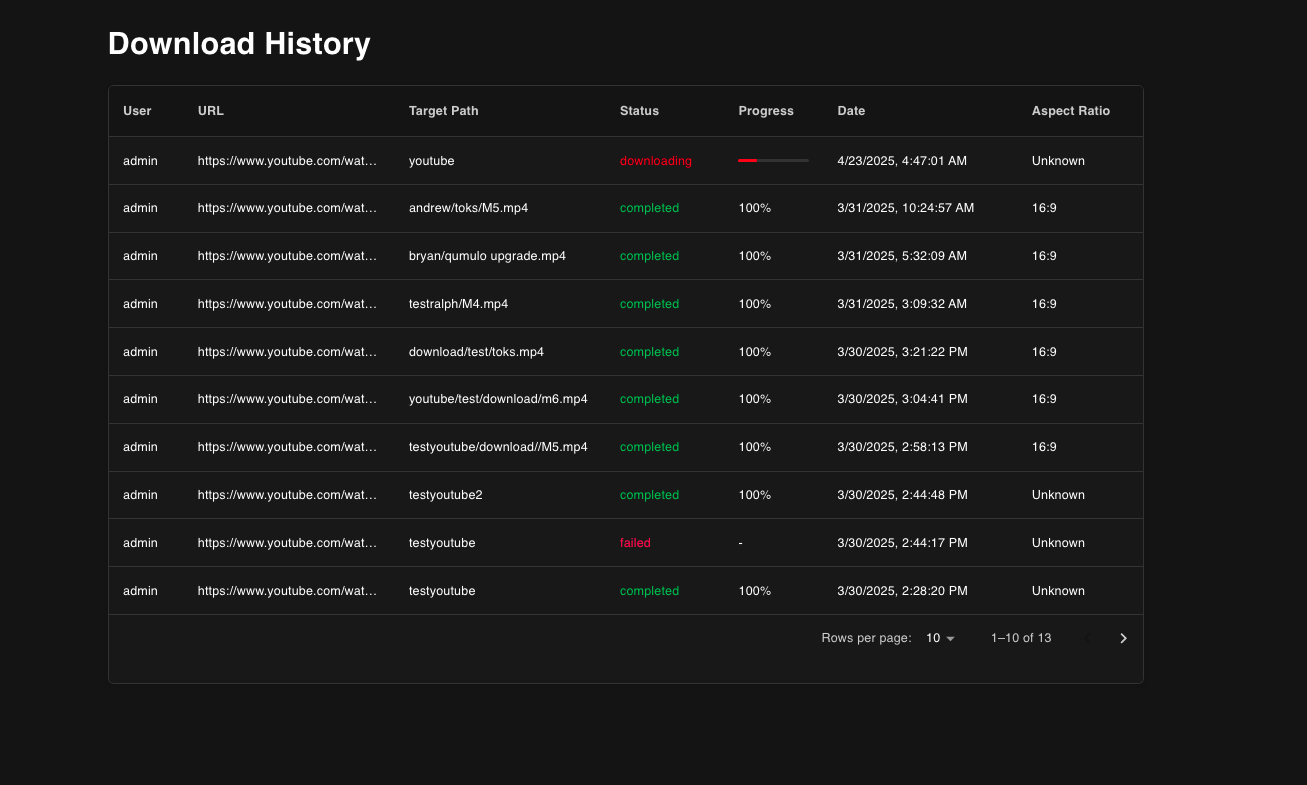 Download History
User URL Target Path Status Progress Date Aspect Ratio
admin https://www.youtube.com/wat... youtube downloading 4/23/2025, 4:47:01 AM Unknown
admin https://www.youtube.com/wat... andrew/toks/M5.mp4 completed 100% 3/31/2025, 10:24:57 AM 16:9
admin https://www.youtube.com/wat... bryan/qumulo upgrade.mp4 completed 100% 3/31/2025, 5:32:09 AM 16:9
admin https://www.youtube.com/wat... testralph/M4.mp4 completed 100% 3/31/2025, 3:09:32 AM 16:9
admin https://www.youtube.com/wat... download/test/toks.mp4 completed 100% 3/30/2025, 3:21:22 PM 16:9
admin https://www.youtube.com/wat... youtube/test/download/m6.mp4 completed 100% 3/30/2025, 3:04:41 PM 16:9
admin https://www.youtube.com/wat... testyoutube/download//M5.mp4 completed 100% 3/30/2025, 2:58:13 PM 16:9
admin https://www.youtube.com/wat... testyoutube2 completed 100% 3/30/2025, 2:44:48 PM Unknown
admin https://www.youtube.com/wat... testyoutube failed - 3/30/2025, 2:44:17 PM Unknown
admin https://www.youtube.com/wat... testyoutube completed 100% 3/30/2025, 2:28:20 PM Unknown
Rows per page: 10 1–10 of 13